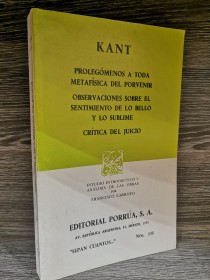 KANT
PROLEGÓMENOS A TODA
METAFÍSICA DEL PORVENIR
OBSERVACIONES SOBRE EL
SENTIMIENTO DE LO BELLO
Y LO SUBLIME
CRÍTICA DEL JUICIO
ESTUDIO INTRODUCTIVO Y
ANÁLISIS DE LAS OBRAS
POR
FRANCISCO LARROYO
EDITORIAL PORRÚA, S. A.
AV. REPÚBLICA ARGENTINA, 15, MÉXICO
"SEPAN CUANTOS..."